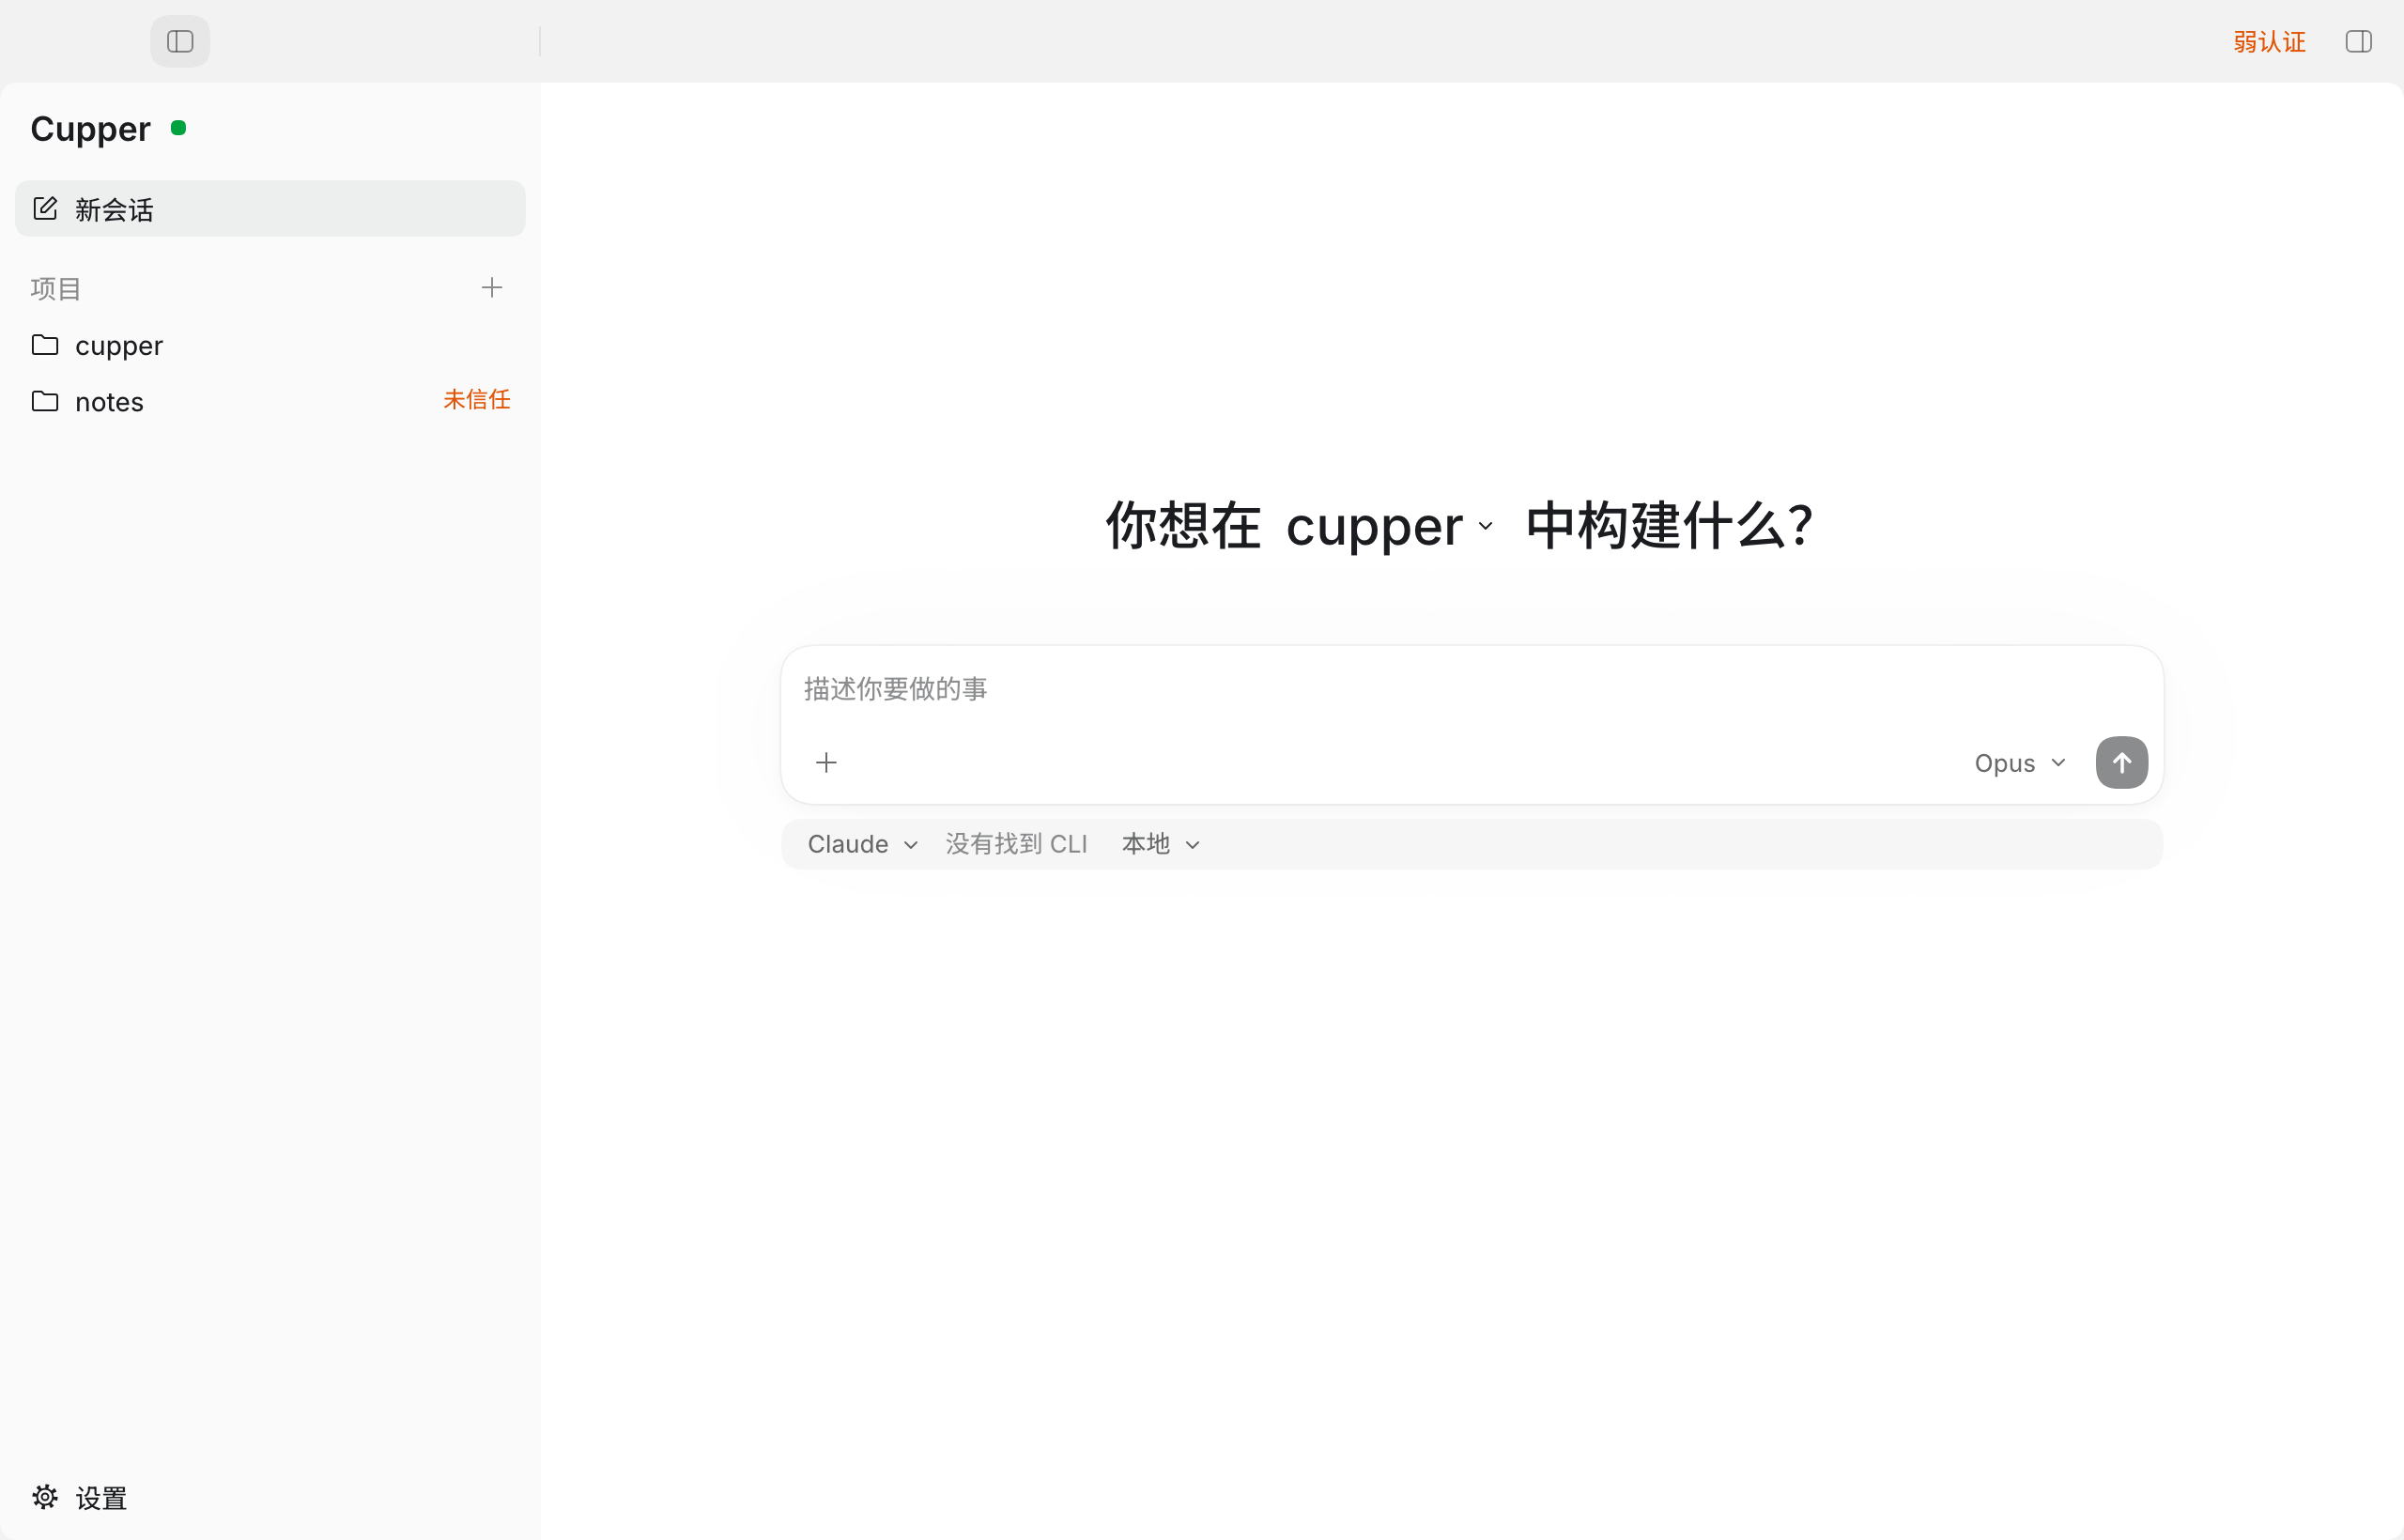 弱认证
Cupper
新会话
项目
cupper
notes 未信任
你想在 cupper 中构建什么？
描述你要做的事
Opus
Claude 没有找到 CLI 本地
设置